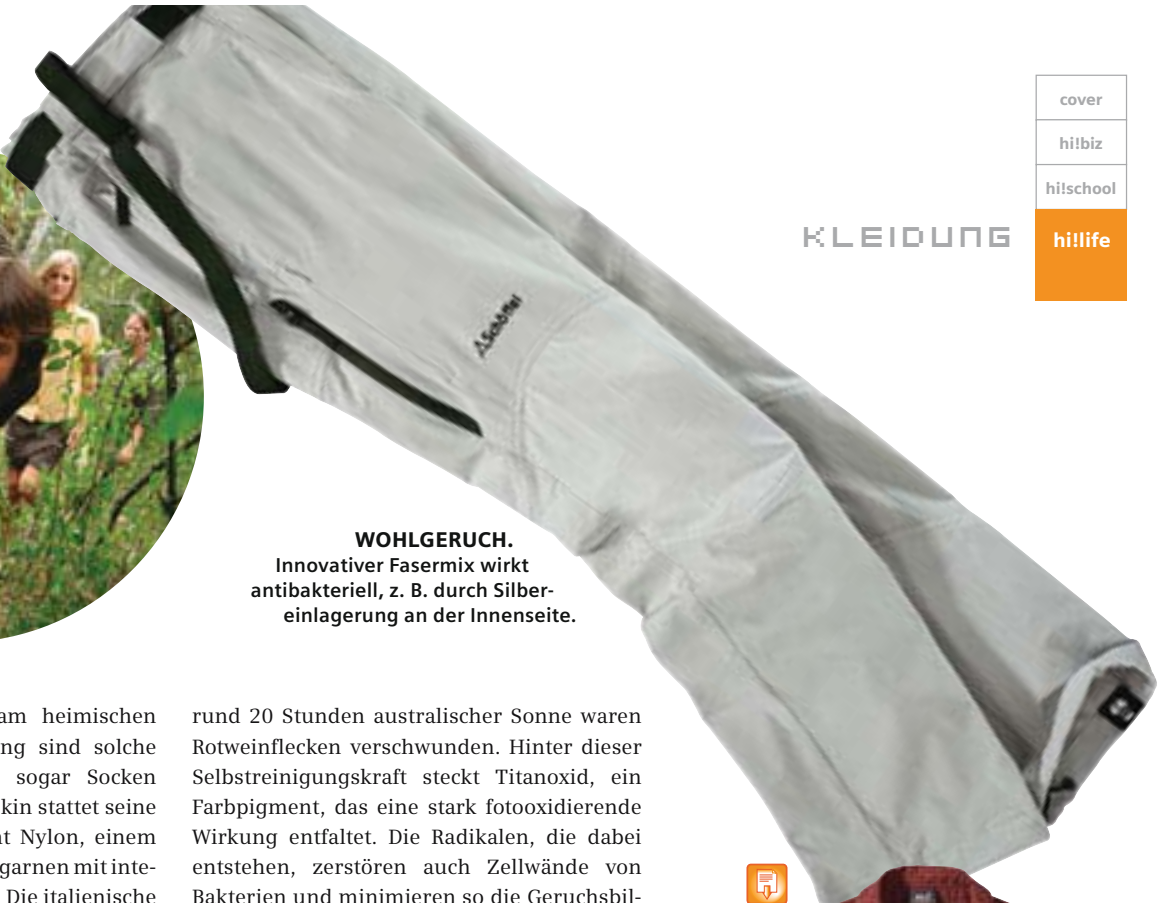 cover
hi!biz
hi!school
KLEIDUNG
hi!life
Schöffel
WOHLGERUCH.
Innovativer Fasermix wirkt
antibakteriell, z. B. durch Silber-
einlagerung an der Innenseite.
am heimischen
ng sind solche
sogar Socken
kin stattet seine
nt Nylon, einem
garnen mit inte-
Die italienische
rund 20 Stunden australischer Sonne waren
Rotweinflecken verschwunden. Hinter dieser
Selbstreinigungskraft steckt Titanoxid, ein
Farbpigment, das eine stark fotooxidierende
Wirkung entfaltet. Die Radikalen, die dabei
entstehen, zerstören auch Zellwände von
Bakterien und minimieren so die Geruchsbil-